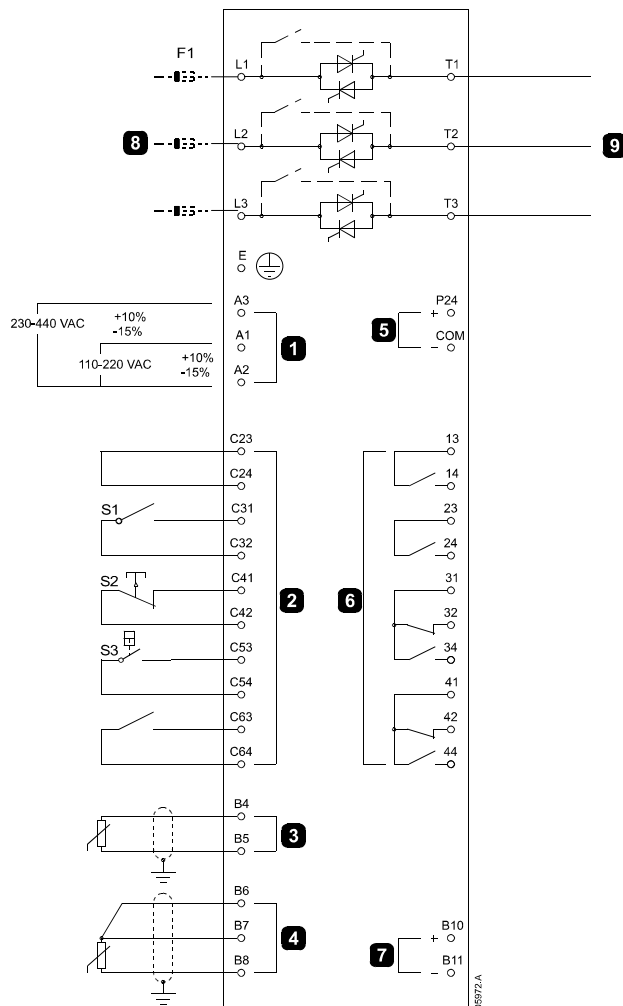 F1
L1 T1
8 L2 T2 9
L3 T3
E
A3 P24
230-440 VAC +10% -15% 5 +
A1 1 COM
110-220 VAC +10% -15% -
A2
C23 13
C24 14
S1 C31 23
C32 24
S2 C41 31
2 6
C42 32
S3 C53 34
C54 41
C63 42
C64 44
B4
3
B5
B6
B7 4 7 + B10
B8 - B11
05972.A